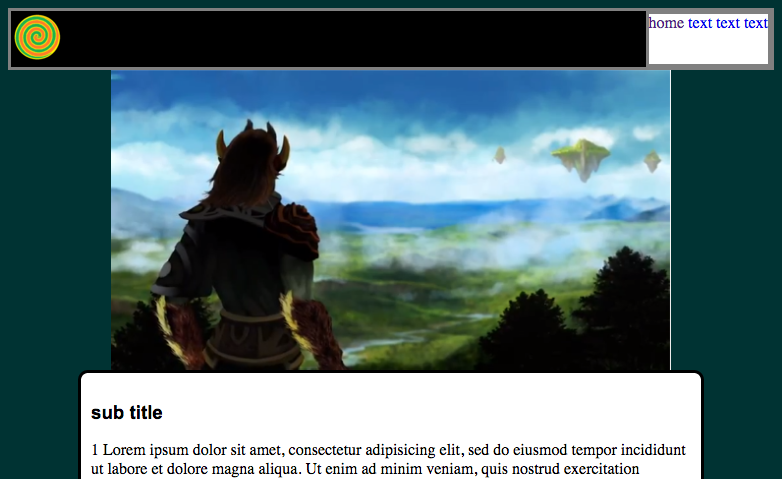 home text text text
sub title
1 Lorem ipsum dolor sit amet, consectetur adipisicing elit, sed do eiusmod tempor incididunt
ut labore et dolore magna aliqua. Ut enim ad minim veniam, quis nostrud exercitation